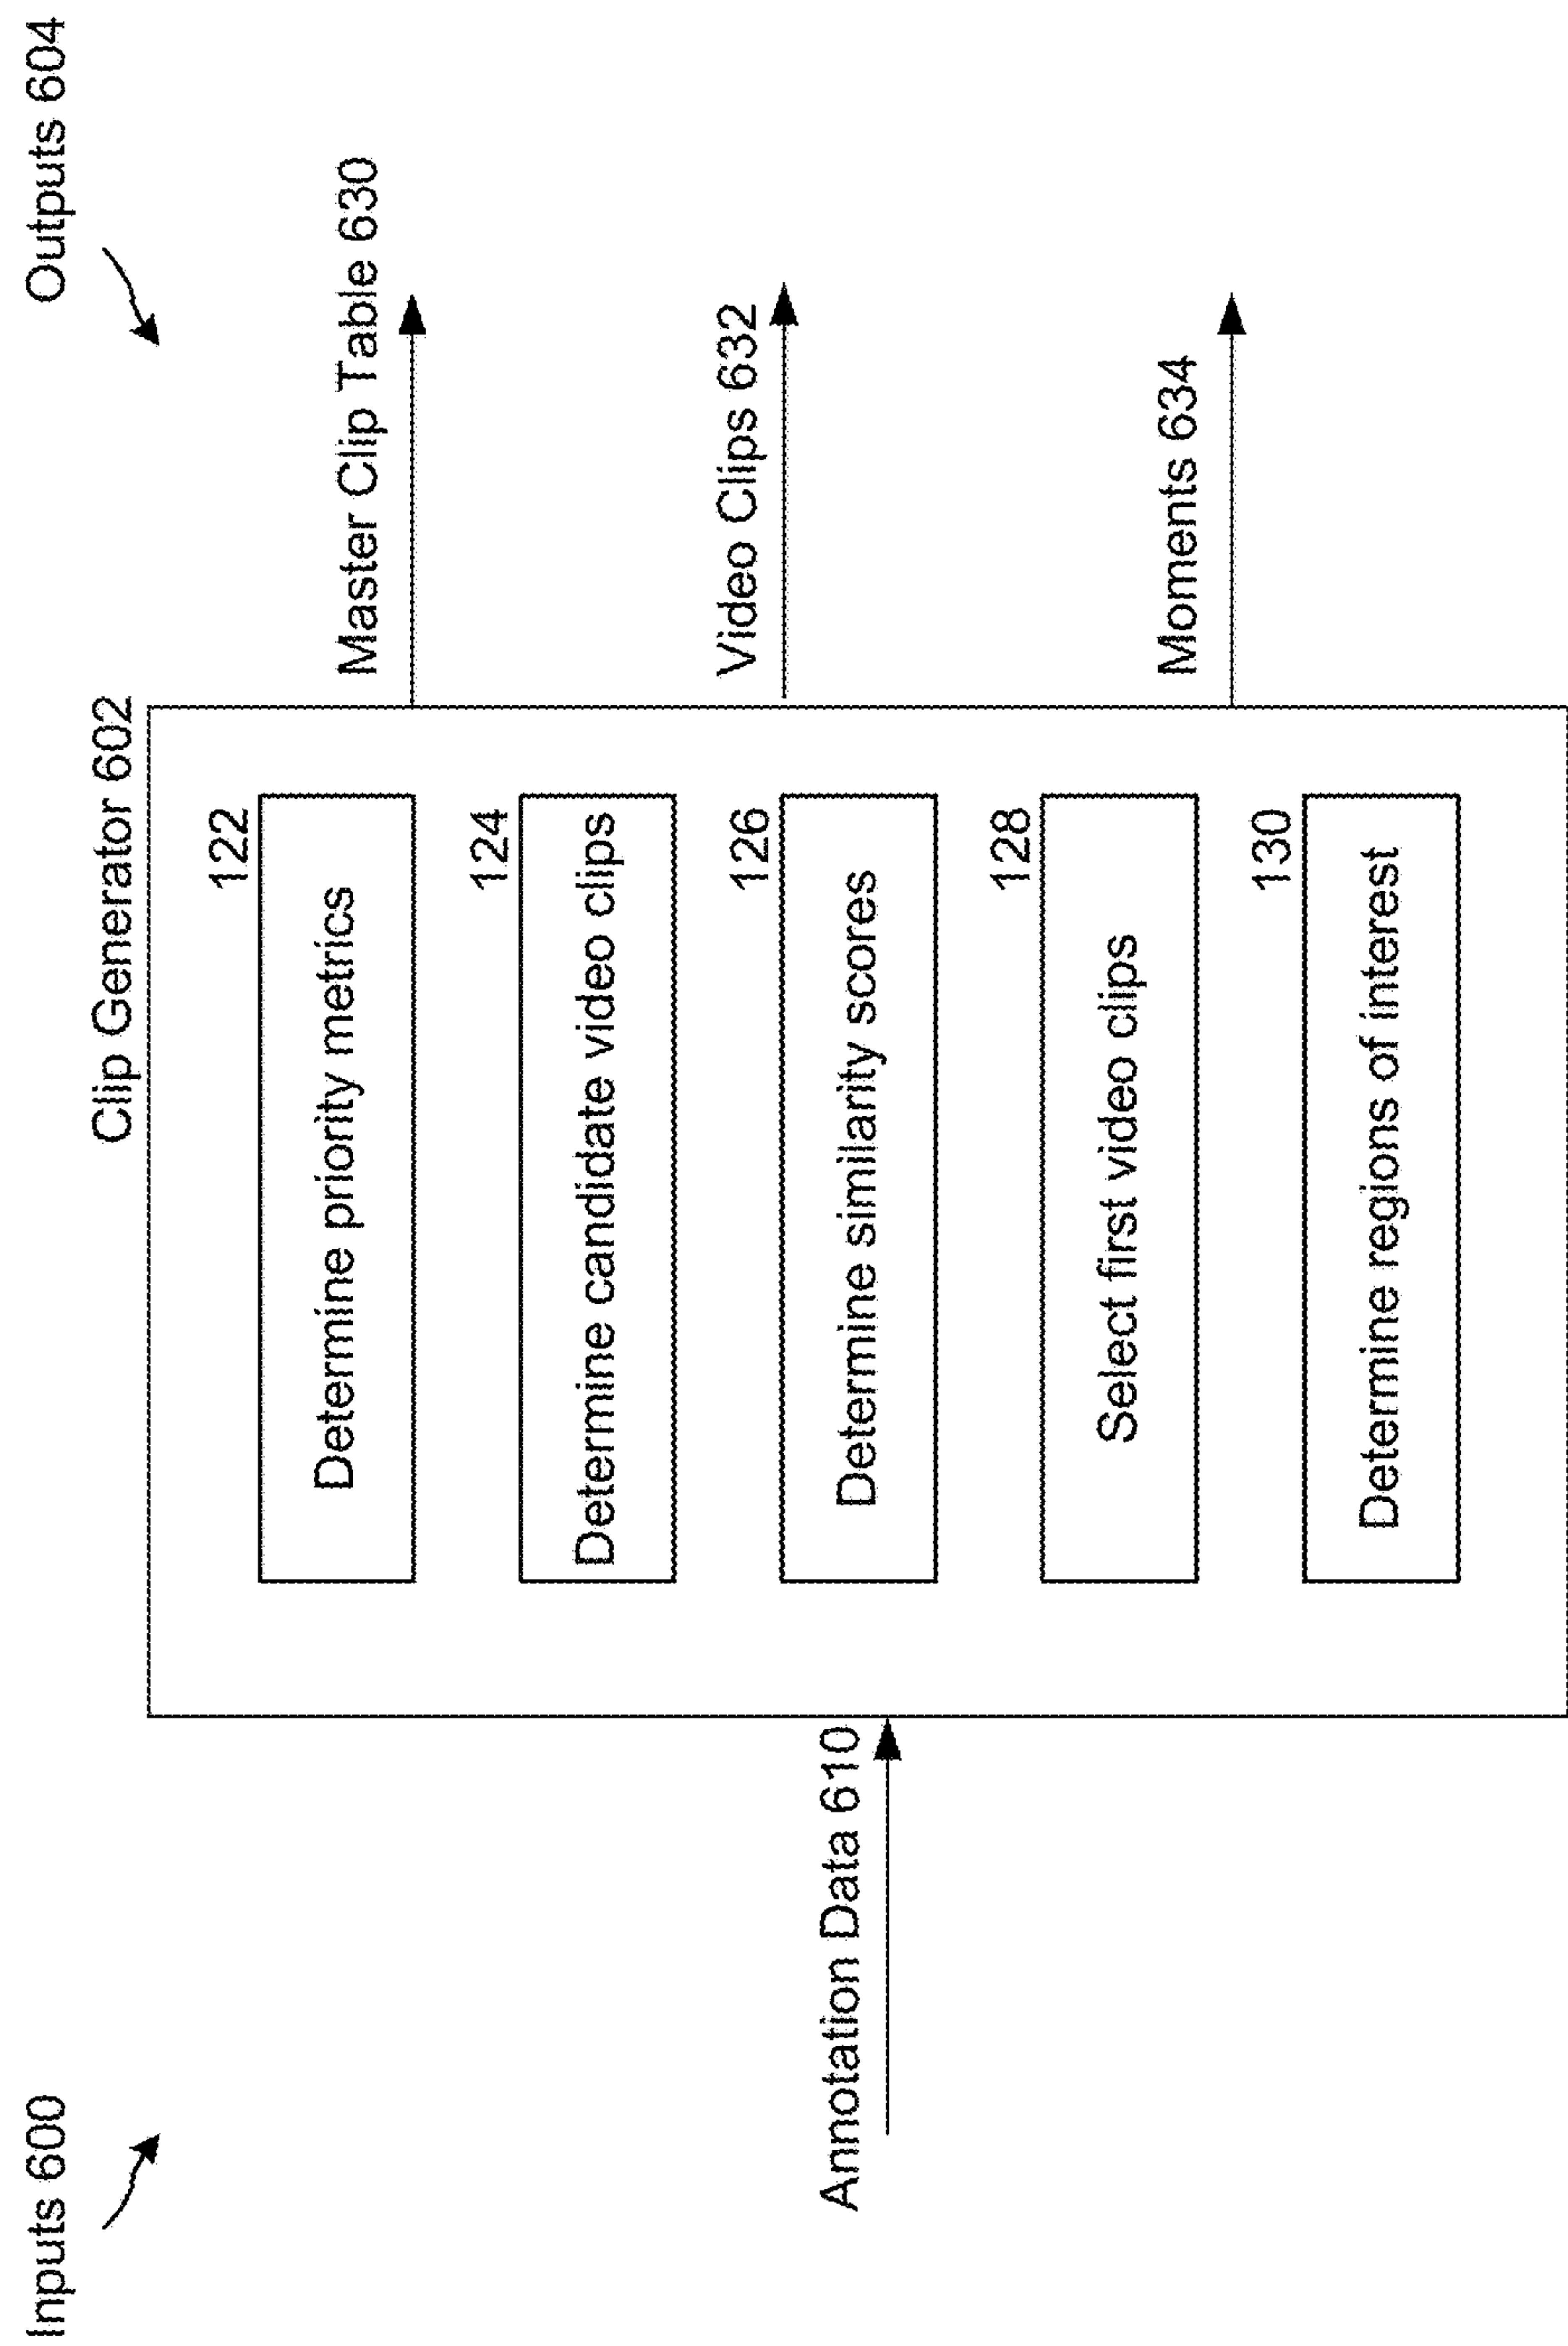 Inputs 600
Outputs 604
Clip Generator 602
122
Determine priority metrics
124
Determine candidate video clips
126
Determine similarity scores
128
Select first video clips
130
Determine regions of interest
Annotation Data 610
Master Clip Table 630
Video Clips 632
Moments 634